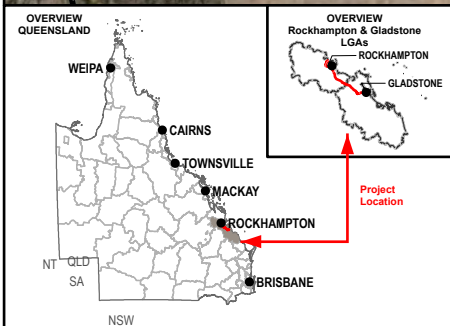 OVERVIEW
QUEENSLAND
WEIPA
CAIRNS
TOWNSVILLE
MACKAY
ROCKHAMPTON
BRISBANE
NT QLD
SA
NSW
OVERVIEW
Rockhampton & Gladstone
LGAs
ROCKHAMPTON
GLADSTONE
Project
Location